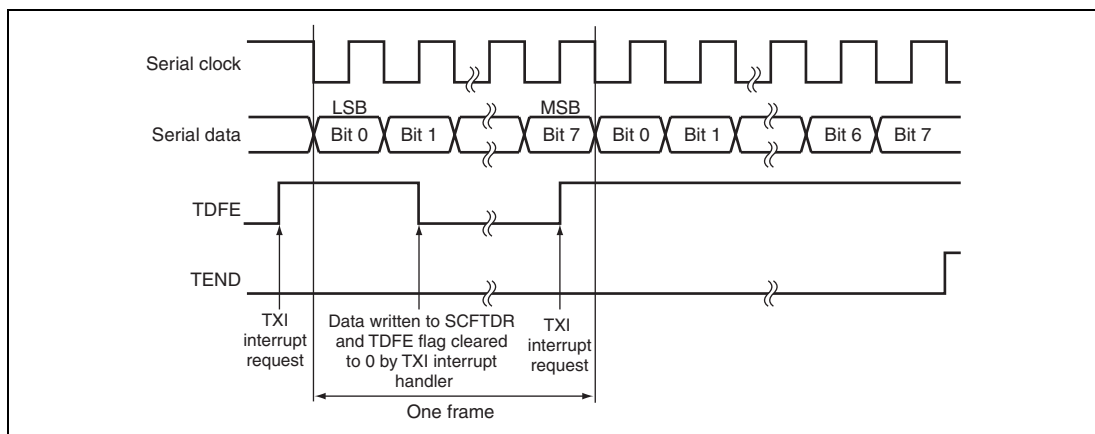 Serial clock
LSB
MSB
Serial data
Bit 0
Bit 1
Bit 7
Bit 0
Bit 1
Bit 6
Bit 7
TDFE
TEND
TXI
interrupt
request
Data written to SCFTDR
and TDFE flag cleared
to 0 by TXI interrupt
handler
TXI
interrupt
request
One frame